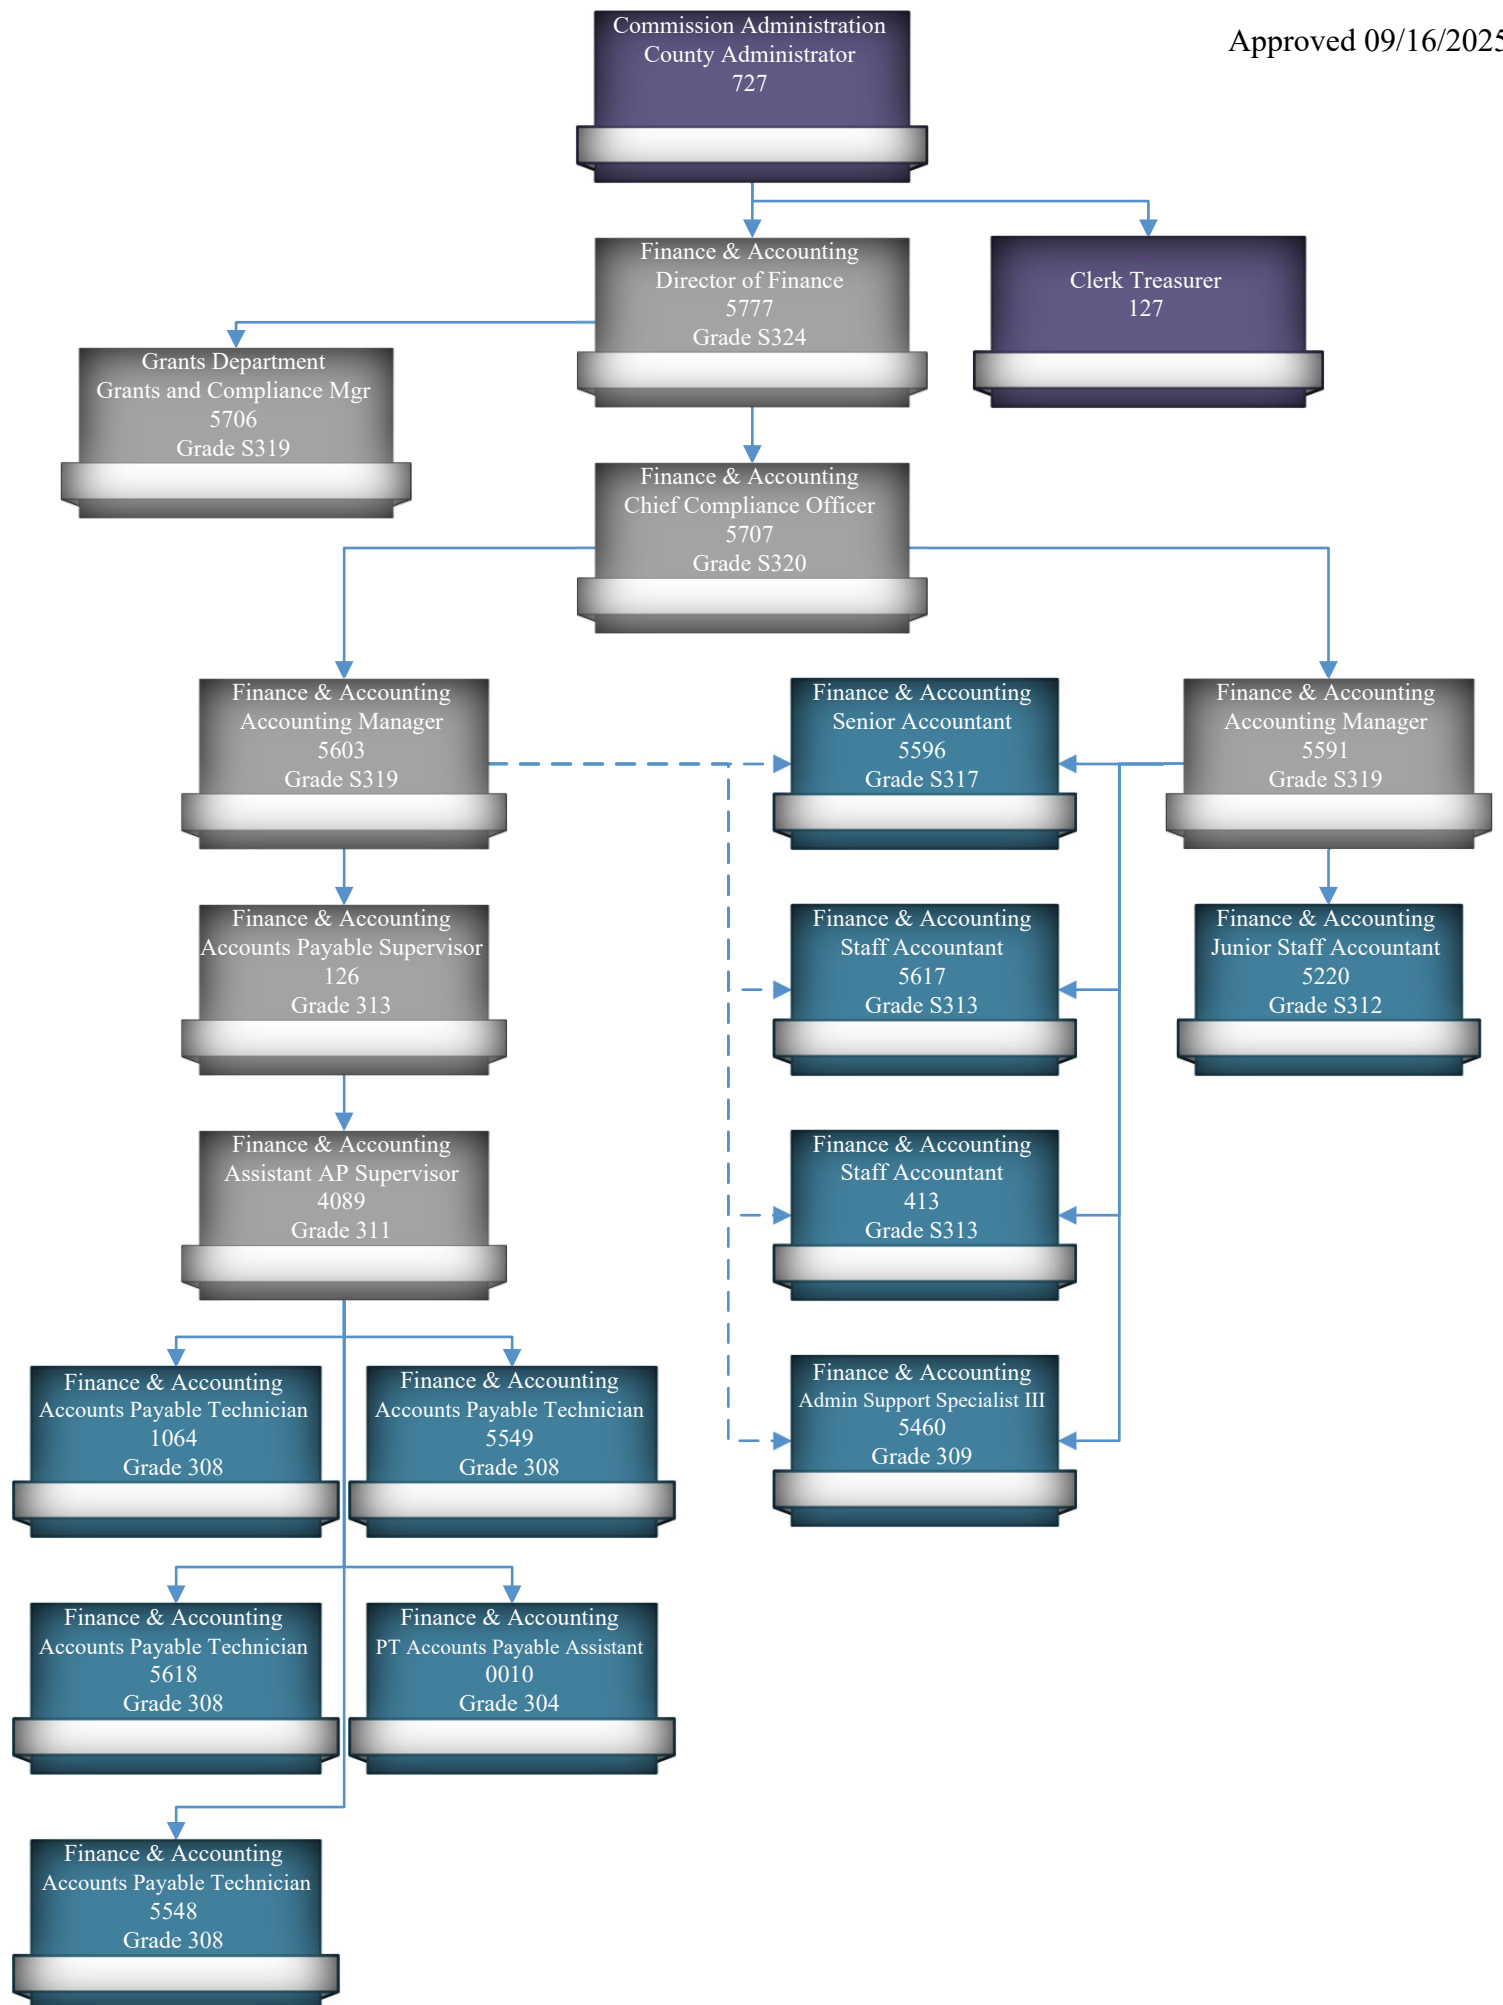 Commission Administration
County Administrator
727
Approved 09/16/2025
Finance & Accounting
Director of Finance
5777
Grade S324
Clerk Treasurer
127
Grants Department
Grants and Compliance Mgr
5706
Grade S319
Finance & Accounting
Chief Compliance Officer
5707
Grade S320
Finance & Accounting
Accounting Manager
5603
Grade S319
Finance & Accounting
Senior Accountant
5596
Grade S317
Finance & Accounting
Accounting Manager
5591
Grade S319
Finance & Accounting
Accounts Payable Supervisor
126
Grade 313
Finance & Accounting
Staff Accountant
5617
Grade S313
Finance & Accounting
Junior Staff Accountant
5220
Grade S312
Finance & Accounting
Assistant AP Supervisor
4089
Grade 311
Finance & Accounting
Staff Accountant
413
Grade S313
Finance & Accounting
Accounts Payable Technician
1064
Grade 308
Finance & Accounting
Accounts Payable Technician
5549
Grade 308
Finance & Accounting
Admin Support Specialist III
5460
Grade 309
Finance & Accounting
Accounts Payable Technician
5618
Grade 308
Finance & Accounting
PT Accounts Payable Assistant
0010
Grade 304
Finance & Accounting
Accounts Payable Technician
5548
Grade 308